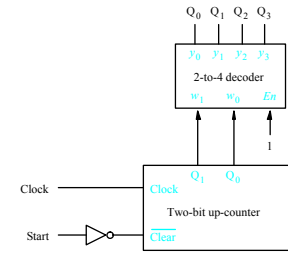 Q0 Q1 Q2 Q3
y0 y1 y2 y3
2-to-4 decoder
w1 w0 En
1
Q1 Q0
Clock Clock
Two-bit up-counter
Start Clear